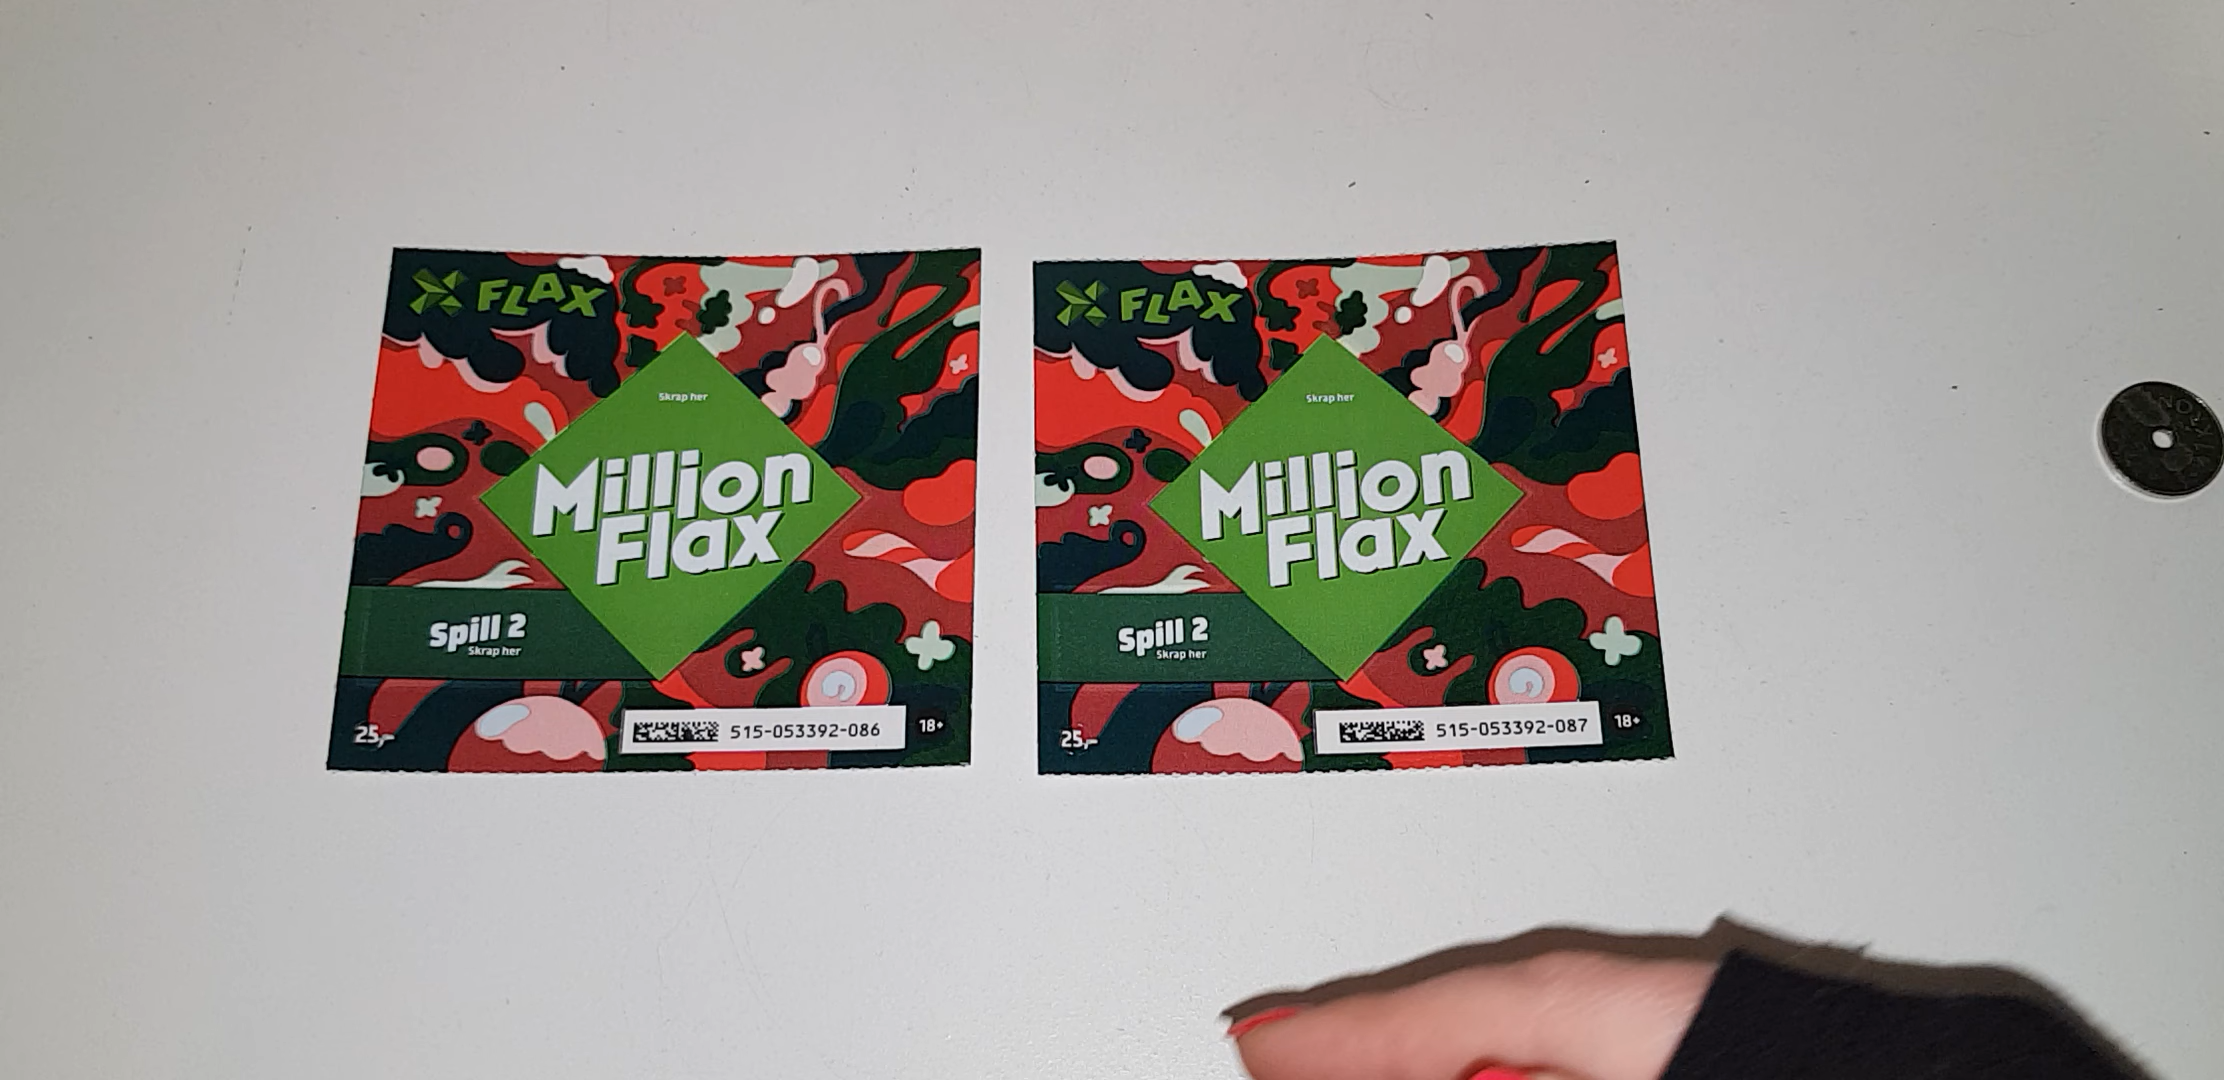 FLAX
Skrap her
Million
Flax
Spill 2
Skrap her
25,-
515-053392-086
18+
FLAX
Skrap her
Million
Flax
Spill 2
Skrap her
25,-
515-053392-087
18+